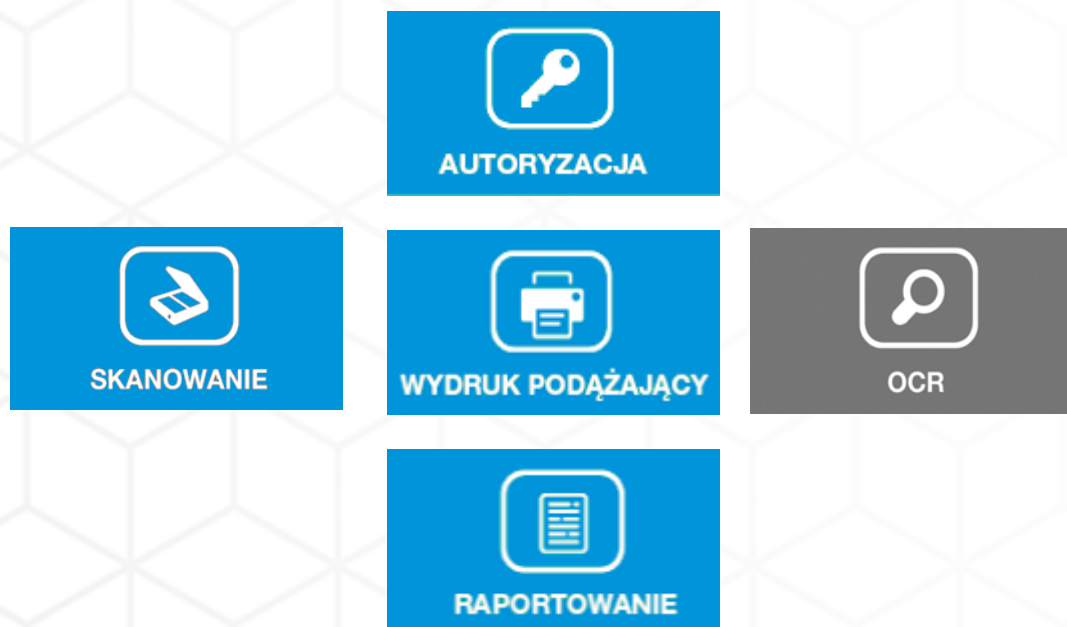 AUTORYZACJA
SKANOWANIE
WYDRUK PODĄŻAJĄCY
OCR
RAPORTOWANIE